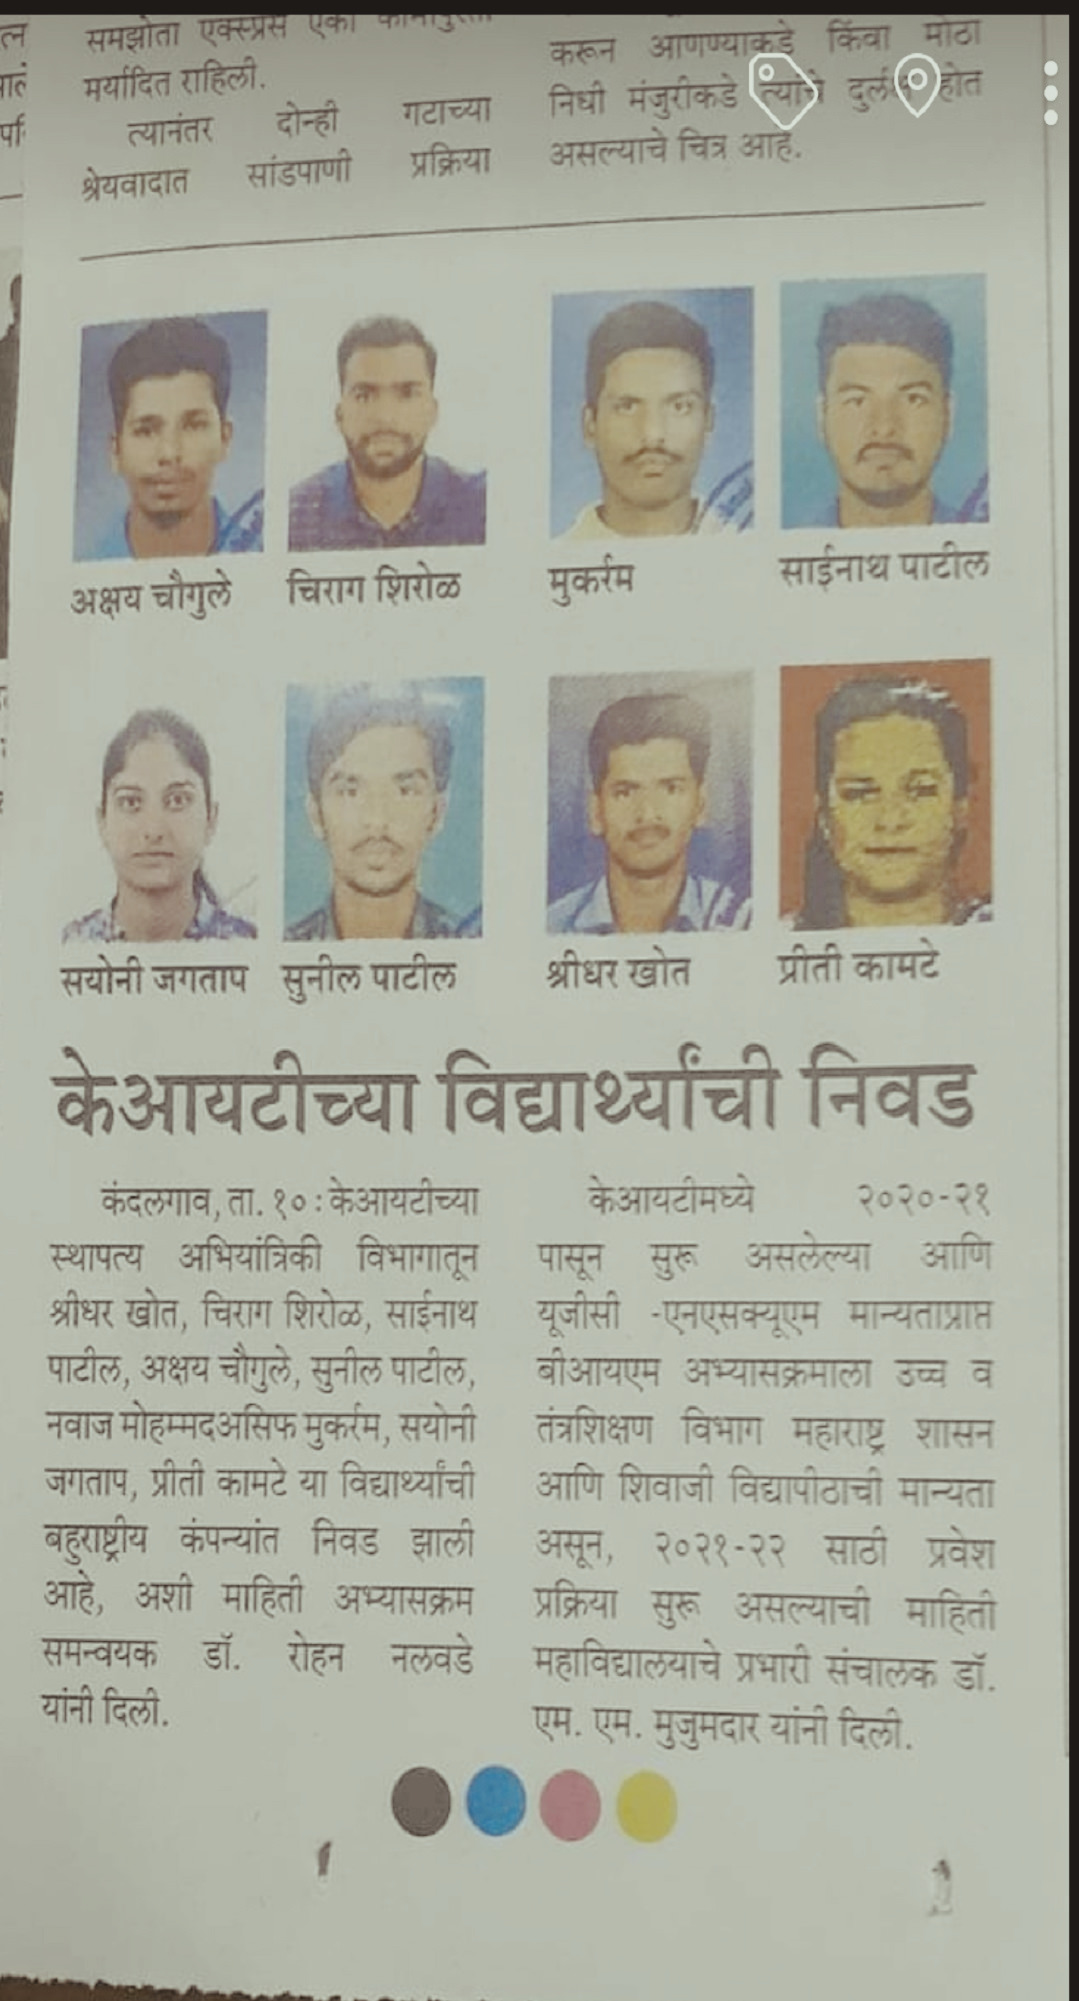 समझोता एक्स्प्रेस एका
मर्यादित राहिली.
त्यानंतर दोन्ही गटाच्या
श्रेयवादात सांडपाणी प्रक्रिया
करून आणण्याकडे किंवा मोठा
निधी मंजुरीकडे त्यांचे होत
असल्याचे चित्र आहे.
अक्षय चौगुले चिराग शिरोळ मुकर्रम साईनाथ पाटील
सयोनी जगताप सुनील पाटील श्रीधर खोत प्रीती कामटे
केआयटीच्या विद्यार्थ्यांची निवड
कंदलगाव, ता. १० : केआयटीच्या
स्थापत्य अभियांत्रिकी विभागातून
श्रीधर खोत, चिराग शिरोळ, साईनाथ
पाटील, अक्षय चौगुले, सुनील पाटील,
नवाज मोहम्मदअसिफ मुकर्रम, सयोनी
जगताप, प्रीती कामटे या विद्यार्थ्यांची
बहुराष्ट्रीय कंपन्यांत निवड झाली
आहे, अशी माहिती अभ्यासक्रम
समन्वयक डॉ. रोहन नलवडे
यांनी दिली.
केआयटीमध्ये २०२०-२१
पासून सुरू असलेल्या आणि
यूजीसी -एनएसक्यूएम मान्यताप्राप्त
बीआयएम अभ्यासक्रमाला उच्च व
तंत्रशिक्षण विभाग महाराष्ट्र शासन
आणि शिवाजी विद्यापीठाची मान्यता
असून, २०२१-२२ साठी प्रवेश
प्रक्रिया सुरू असल्याची माहिती
महाविद्यालयाचे प्रभारी संचालक डॉ.
एम. एम. मुजुमदार यांनी दिली.